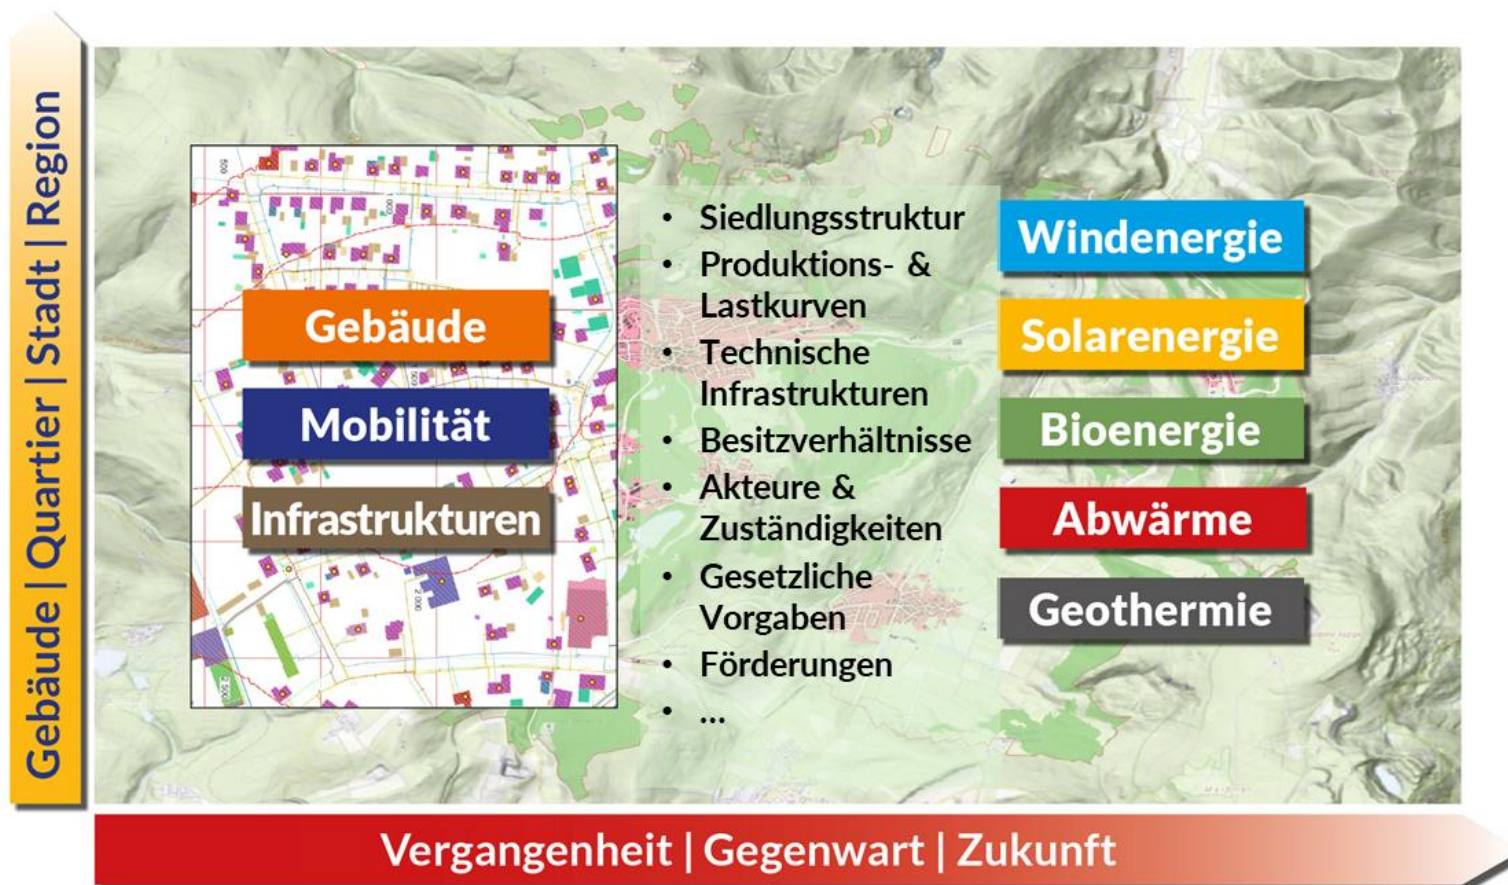 Gebäude | Quartier | Stadt | Region
Gebäude
Mobilität
Infrastrukturen
• Siedlungsstruktur
• Produktions- &
Lastkurven
• Technische
Infrastrukturen
• Besitzverhältnisse
• Akteure &
Zuständigkeiten
• Gesetzliche
Vorgaben
• Förderungen
• ...
Windenergie
Solarenergie
Bioenergie
Abwärme
Geothermie
Vergangenheit | Gegenwart | Zukunft